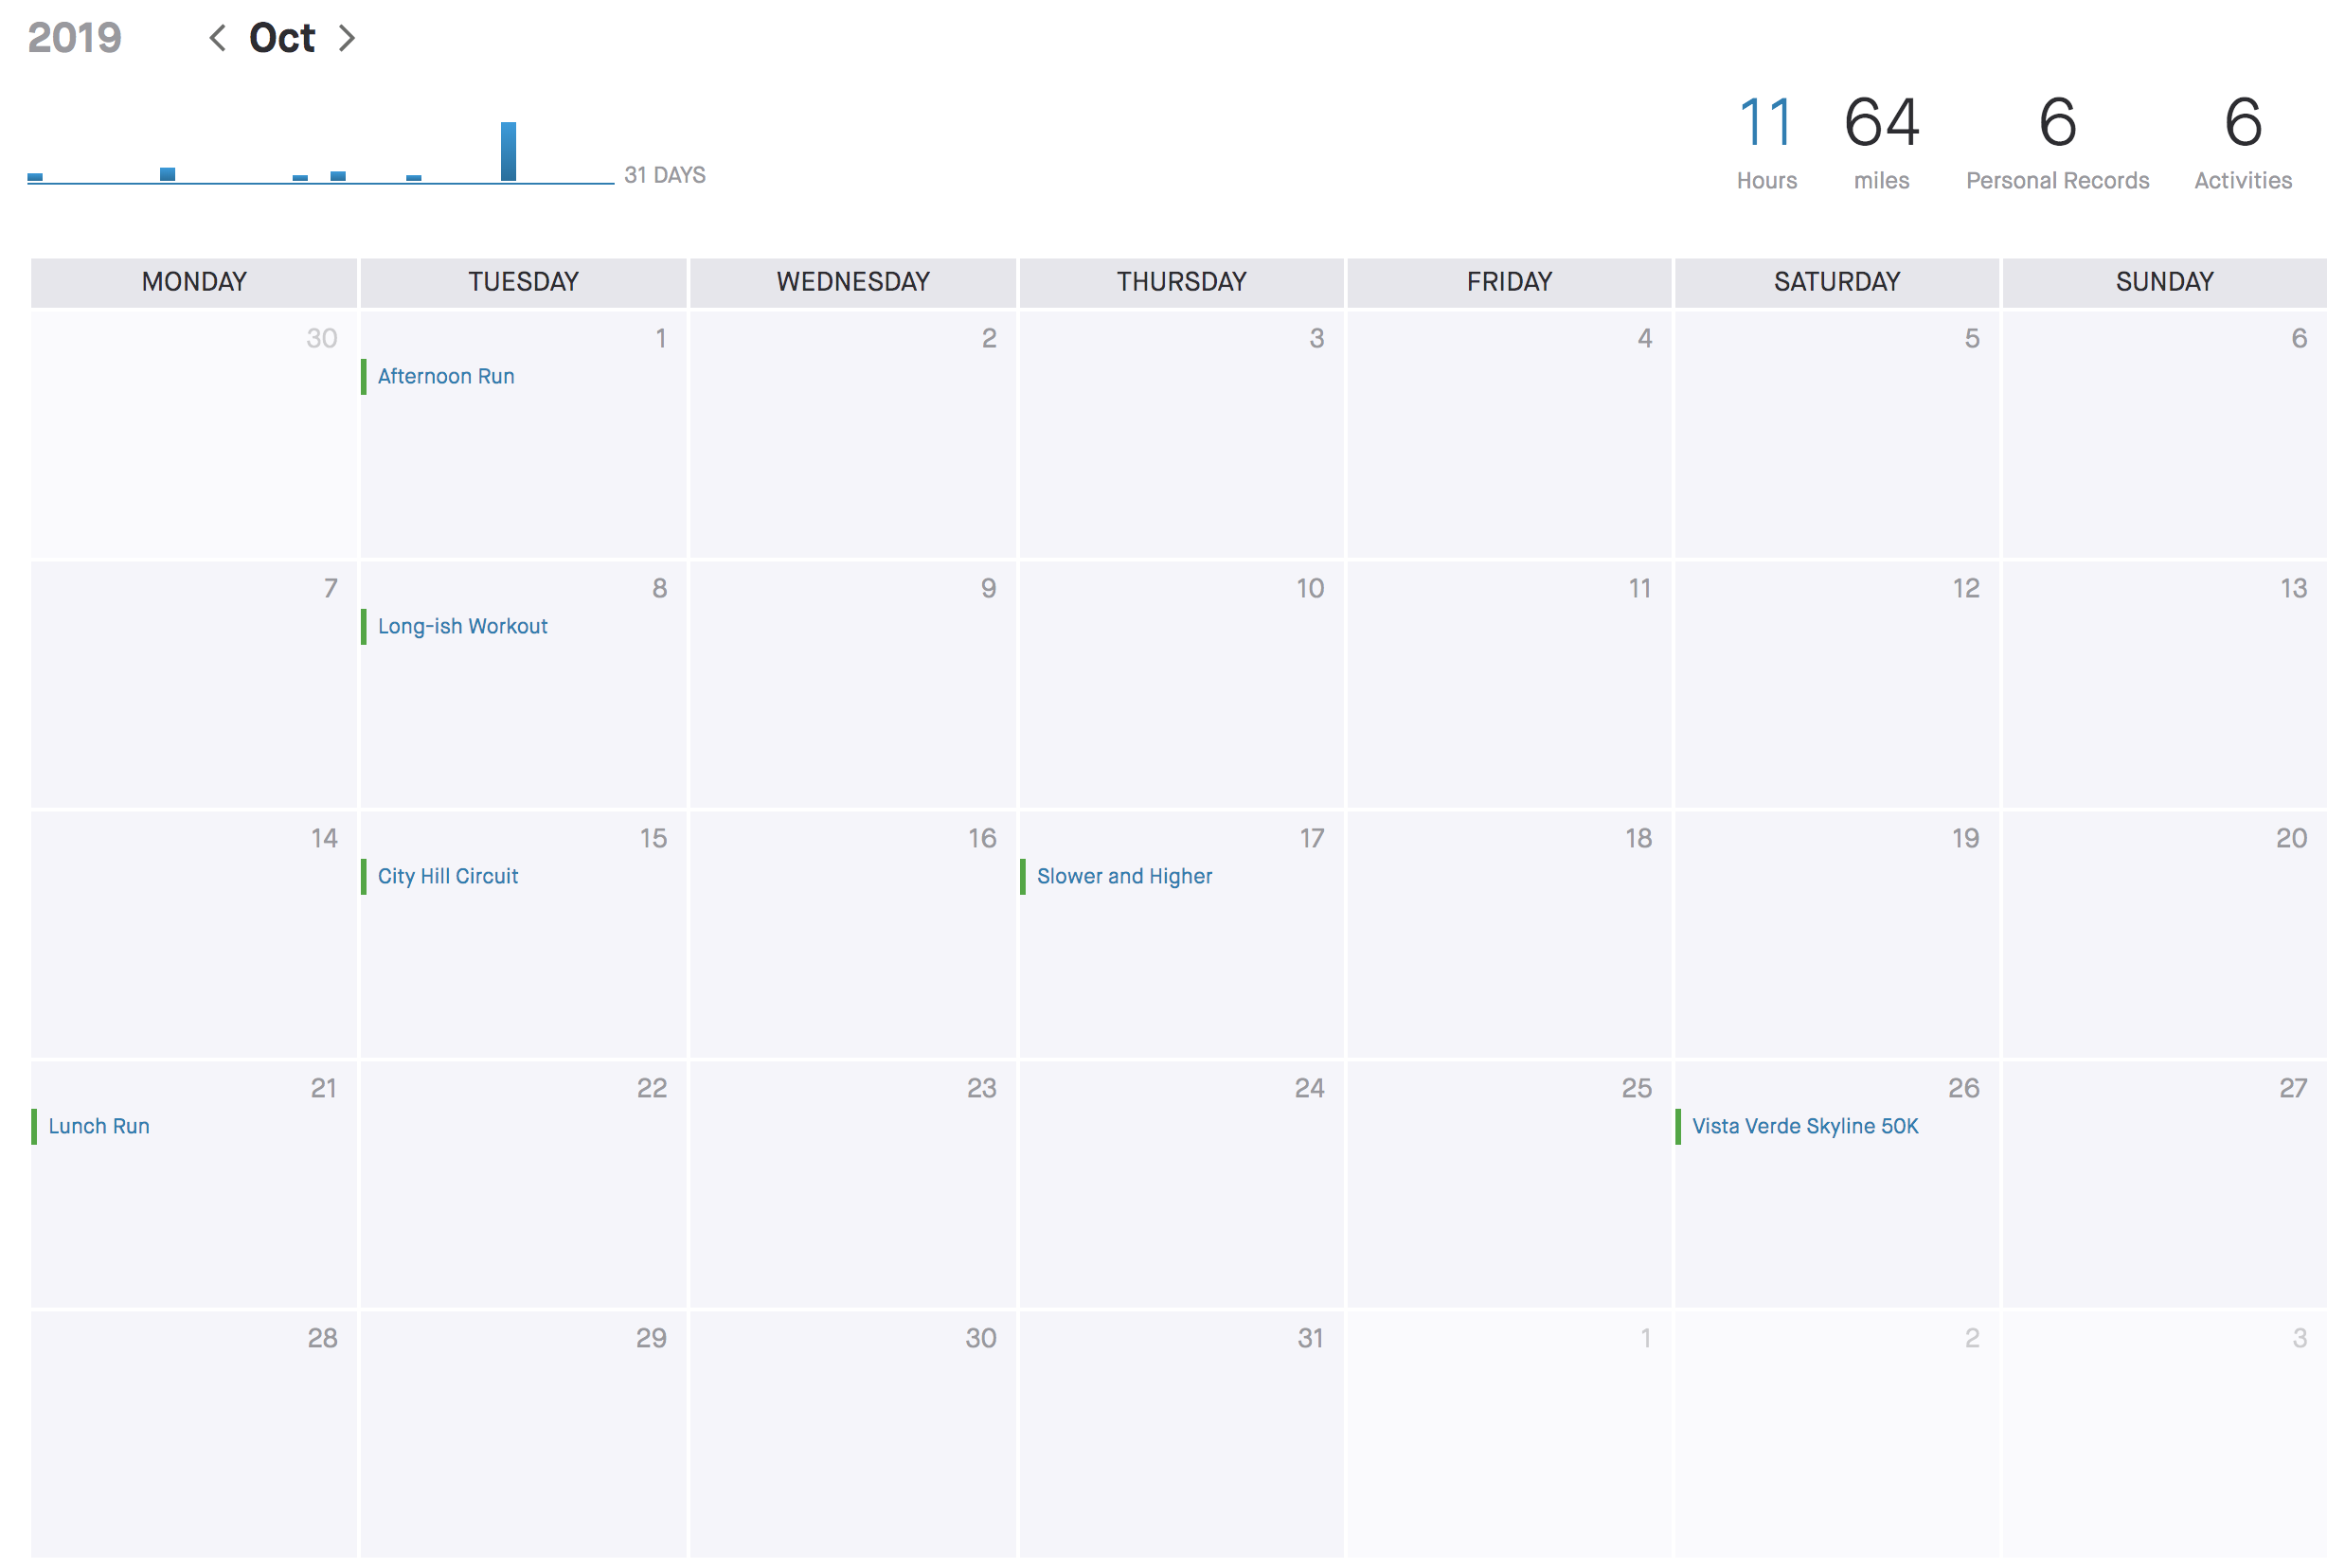 2019 < Oct >
11 64 6 6
31 DAYS
Hours miles Personal Records Activities
MONDAY TUESDAY WEDNESDAY THURSDAY FRIDAY SATURDAY SUNDAY
30 1 2 3 4 5 6
Afternoon Run
7 8 9 10 11 12 13
Long-ish Workout
14 15 16 17 18 19 20
City Hill Circuit Slower and Higher
21 22 23 24 25 26 27
Lunch Run Vista Verde Skyline 50K
28 29 30 31 1 2 3